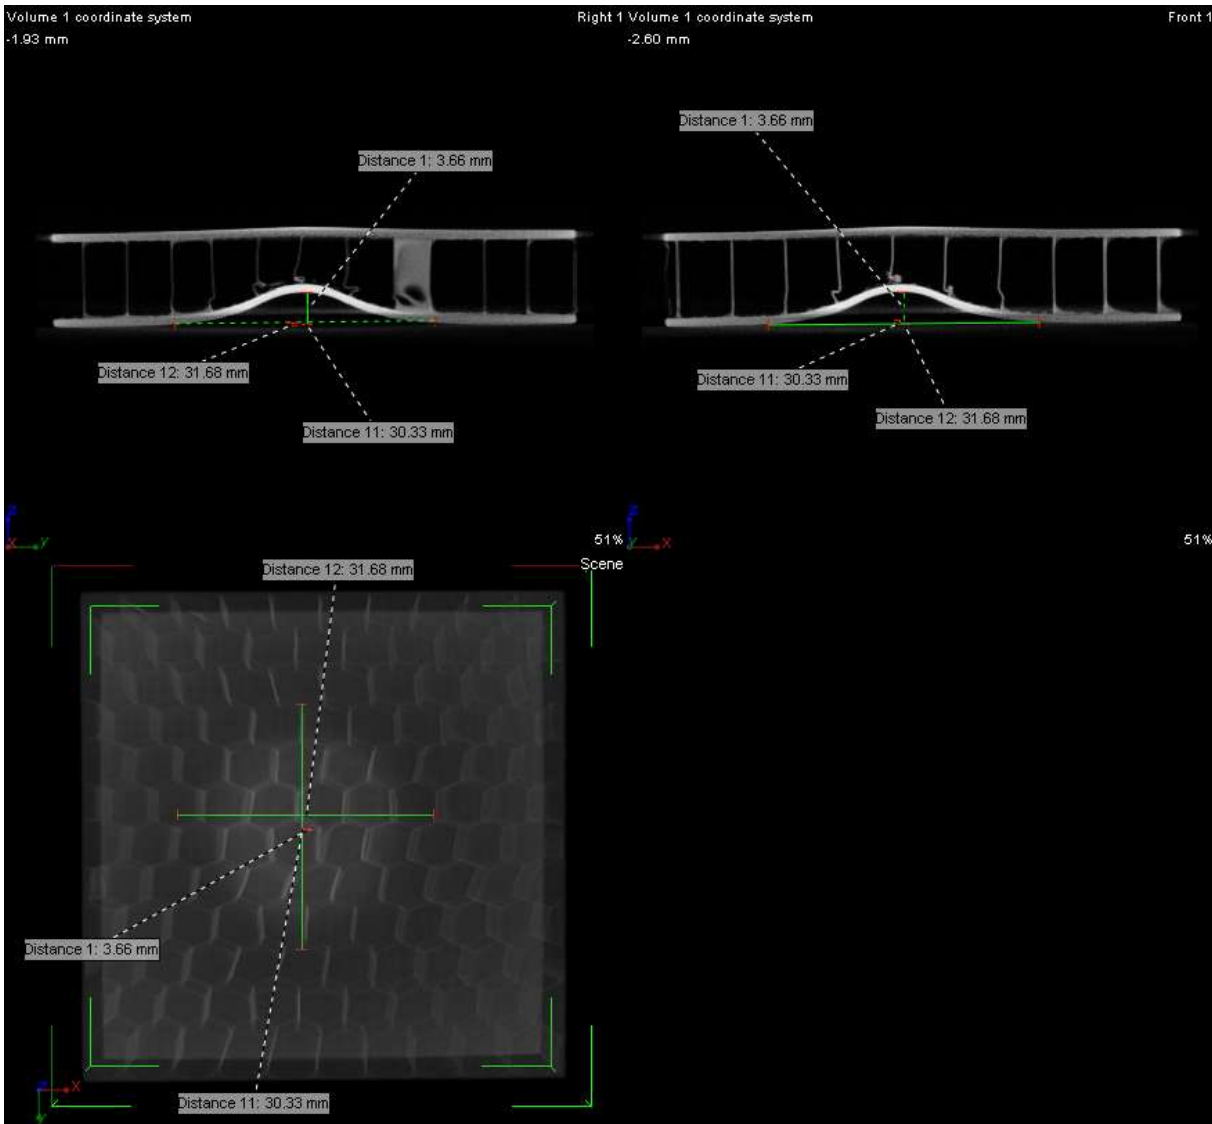 Volume 1 coordinate system
Right 1
-1.93 mm
Distance 1: 3.66 mm
Distance 12: 31.68 mm
Distance 11: 30.33 mm
Z
X
y
51%
Volume 1 coordinate system
Front 1
-2.60 mm
Distance 1: 3.66 mm
Distance 11: 30.33 mm
Distance 12: 31.68 mm
Z
y
X
51%
Scene
Distance 12: 31.68 mm
Distance 1: 3.66 mm
Distance 11: 30.33 mm
Z
X
y